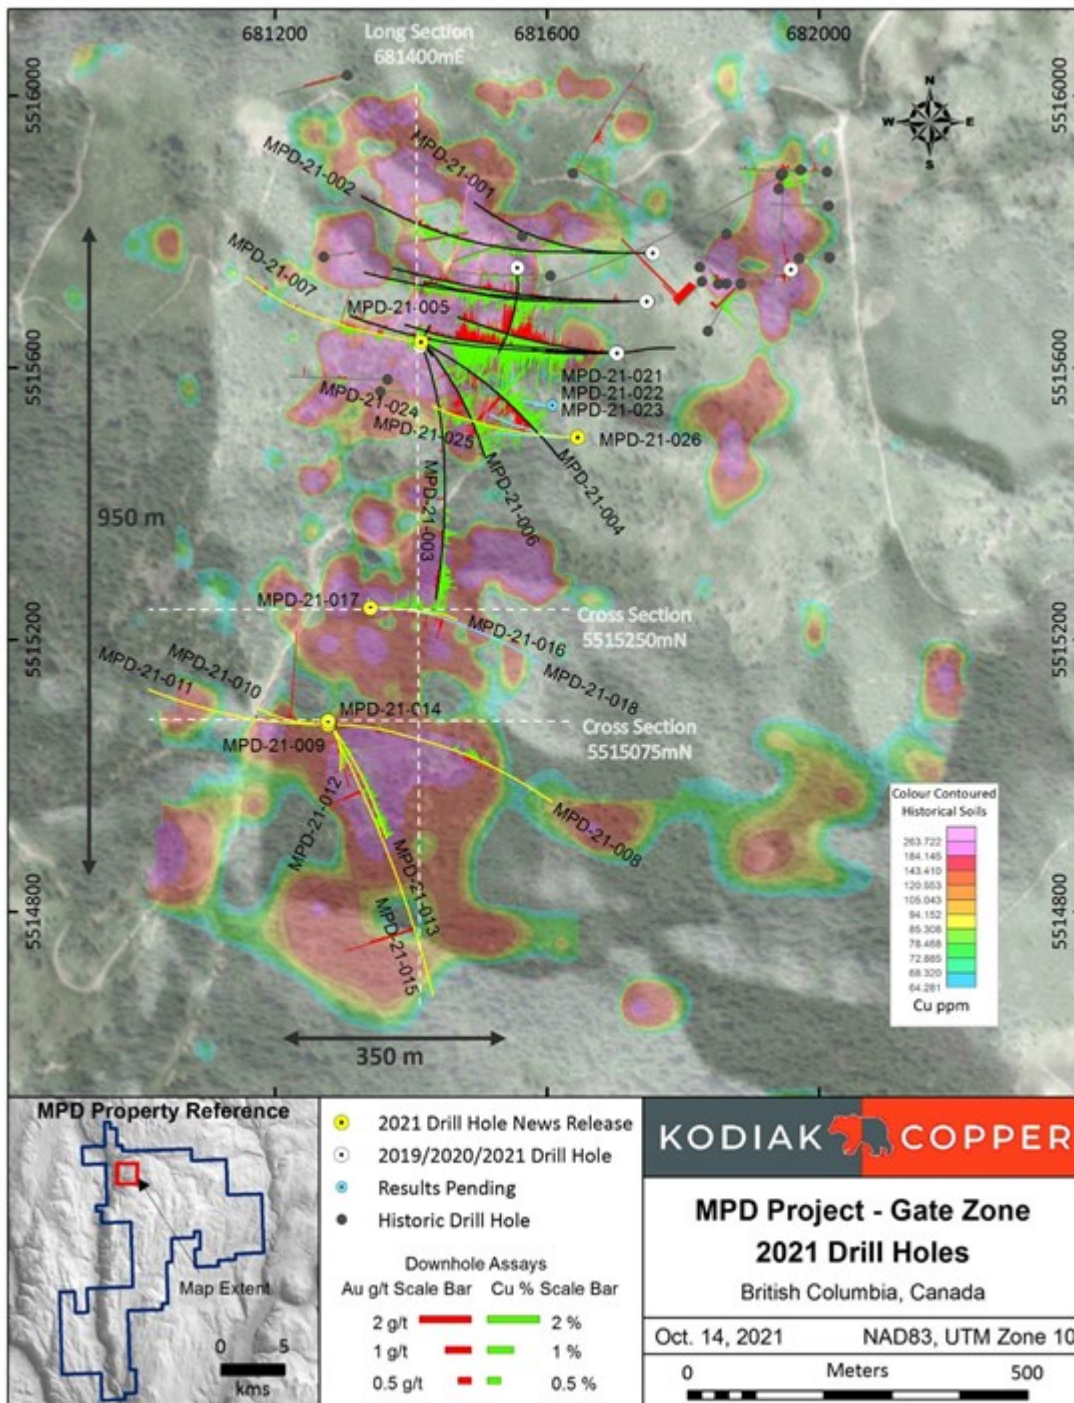 681200
681600
682000
Long Section
681400mE
5516000
5516000
N
W
E
S
MPD-21-001
MPD-21-002
MPD-21-007
MPD-21-005
5515600
5515600
MPD-21-021
MPD-21-022
MPD-21-023
MPD-21-024
MPD-21-025
MPD-21-026
MPD-21-003
MPD-21-006
MPD-21-004
950 m
MPD-21-017
Cross Section
5515250mN
MPD-21-016
MPD-21-018
5515200
5515200
MPD-21-010
MPD-21-011
MPD-21-014
MPD-21-009
Cross Section
5515075mN
MPD-21-012
MPD-21-008
MPD-21-013
MPD-21-015
5514800
5514800
350 m
Colour Contoured
Historical Soils
263.722
184.145
143.410
120.553
105.043
94.152
85.308
78.468
72.885
68.320
64.281
Cu ppm
MPD Property Reference
Map Extent
0 5
kms
2021 Drill Hole News Release
2019/2020/2021 Drill Hole
Results Pending
Historic Drill Hole
Downhole Assays
Au g/t Scale Bar Cu % Scale Bar
2 g/t 2 %
1 g/t 1 %
0.5 g/t 0.5 %
KODIAK COPPER
MPD Project - Gate Zone
2021 Drill Holes
British Columbia, Canada
Oct. 14, 2021 NAD83, UTM Zone 10
0 Meters 500